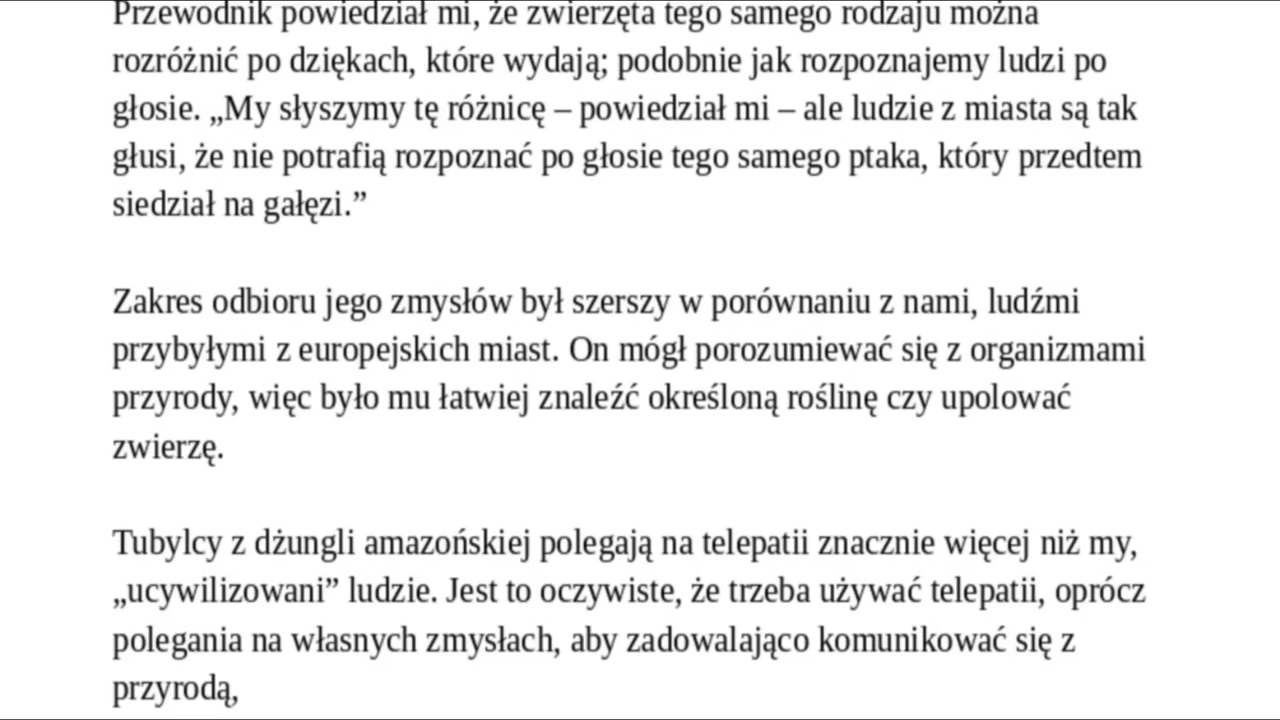 Przewodnik powiedział mi, że zwierzęta tego samego rodzaju można
rozróżnić po dziękach, które wydają; podobnie jak rozpoznajemy ludzi po
głosie. „My słyszymy tę różnicę – powiedział mi – ale ludzie z miasta są tak
głusi, że nie potrafią rozpoznać po głosie tego samego ptaka, który przedtem
siedział na gałęzi.”
Zakres odbioru jego zmysłów był szerszy w porównaniu z nami, ludźmi
przybyłymi z europejskich miast. On mógł porozumiewać się z organizmami
przyrody, więc było mu łatwiej znaleźć określoną roślinę czy upolować
zwierzę.
Tubylcy z dżungli amazońskiej polegają na telepatii znacznie więcej niż my,
„ucywilizowani” ludzie. Jest to oczywiste, że trzeba używać telepatii, oprócz
polegania na własnych zmysłach, aby zadowalająco komunikować się z
przyrodą,